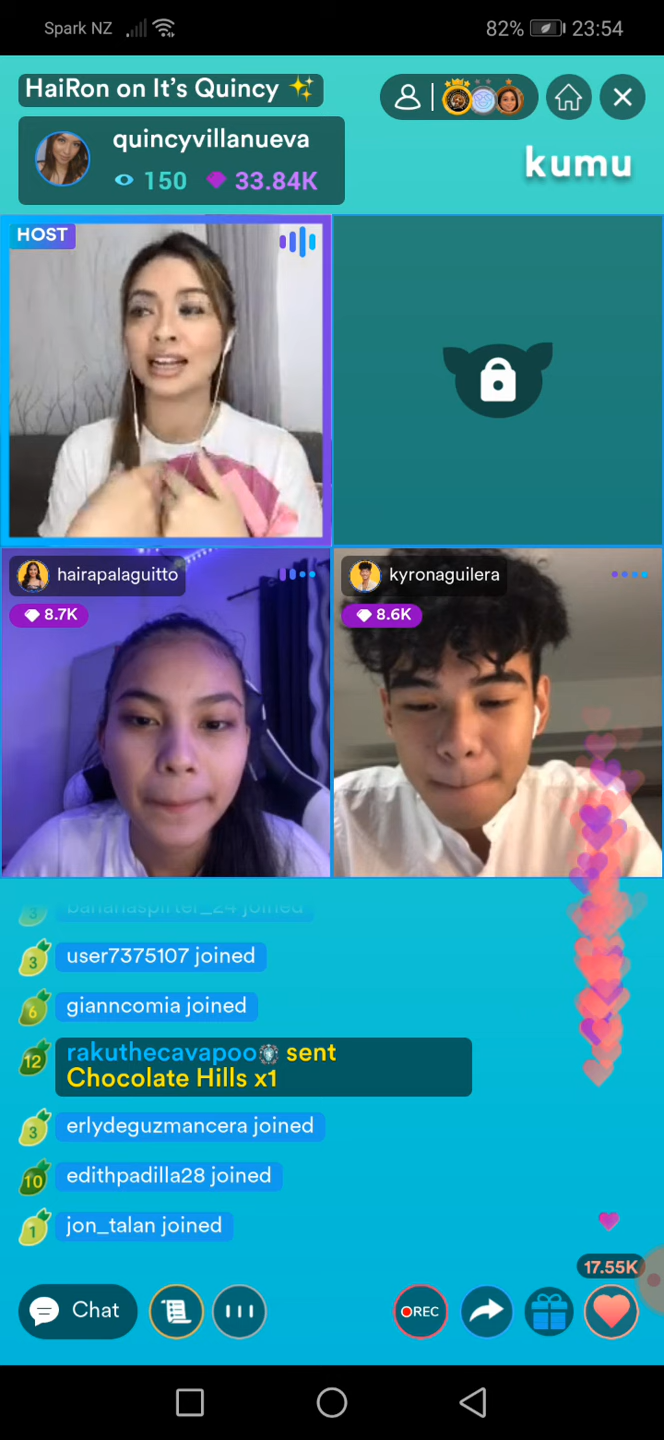 Spark NZ
82%
23:54
HaiRon on It's Quincy ✨
quincyvillanueva
150
33.84K
kumu
HOST
hairapalaguitto
8.7K
kyronaguilera
8.6K
3
joined
3 user7375107 joined
6 gianncomia joined
12 rakuthecavapoo sent
Chocolate Hills x1
3 erlydeguzmancera joined
10 edithpadilla28 joined
1 jon_talan joined
17.55K
Chat
REC